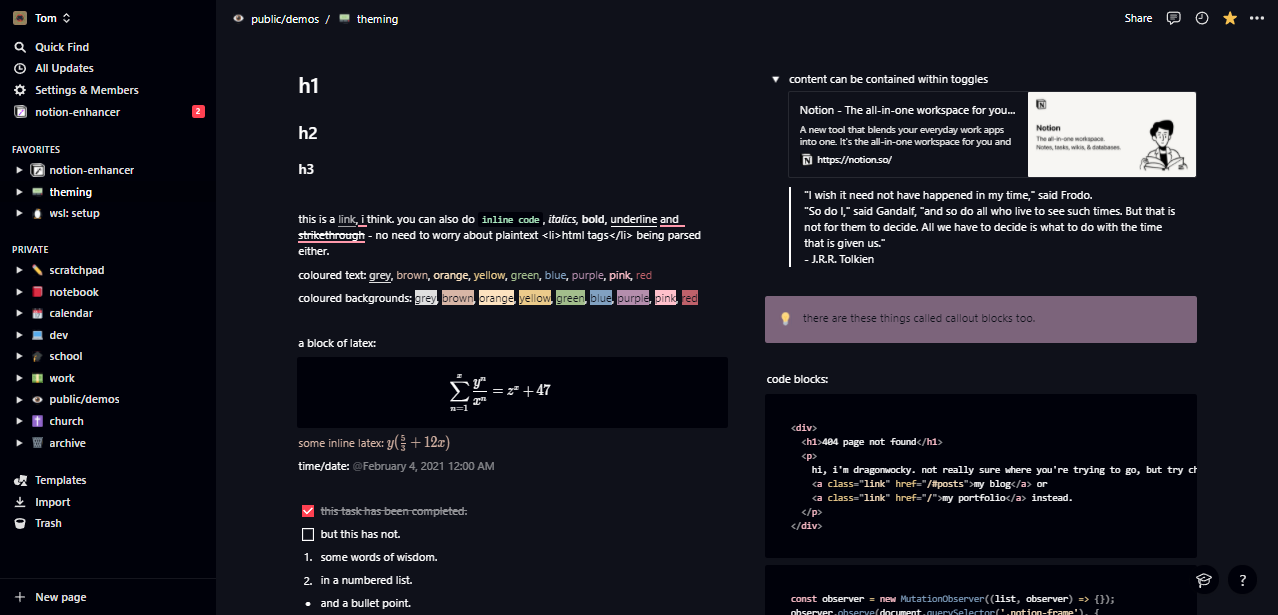 Tom
Quick Find
All Updates
Settings & Members
notion-enhancer 2
FAVORITES
notion-enhancer
theming
wsl: setup
PRIVATE
scratchpad
notebook
calendar
dev
school
work
public/demos
church
archive
Templates
Import
Trash
New page
public/demos / theming
Share
h1
h2
h3
this is a link, i think. you can also do inline code, italics, bold, underline and
strikethrough - no need to worry about plaintext <li>html tags</li> being parsed
either.
coloured text: grey, brown, orange, yellow, green, blue, purple, pink, red
coloured backgrounds: grey, brown, orange, yellow, green, blue, purple, pink, red
a block of latex:
∑_{n=1}^{x} y^n/x^n = z^x + 47
some inline latex: y(5/3 + 12x)
time/date: @February 4, 2021 12:00 AM
this task has been completed.
but this has not.
1. some words of wisdom.
2. in a numbered list.
• and a bullet point.
content can be contained within toggles
Notion - The all-in-one workspace for you...
A new tool that blends your everyday work apps
into one. It's the all-in-one workspace for you and
https://notion.so/
Notion
The all-in-one workspace.
Notes, tasks, wikis, & databases.
"I wish it need not have happened in my time," said Frodo.
"So do I," said Gandalf, "and so do all who live to see such times. But that is
not for them to decide. All we have to decide is what to do with the time
that is given us."
- J.R.R. Tolkien
there are these things called callout blocks too.
code blocks:
<div>
<h1>404 page not found</h1>
<p>
hi, i'm dragonwocky. not really sure where you're trying to go, but try ch
<a class="link" href="/#posts">my blog</a> or
<a class="link" href="/">my portfolio</a> instead.
</p>
</div>
const observer = new MutationObserver((list, observer) => {});
observer.observe(document.querySelector('.notion-frame'), {
?